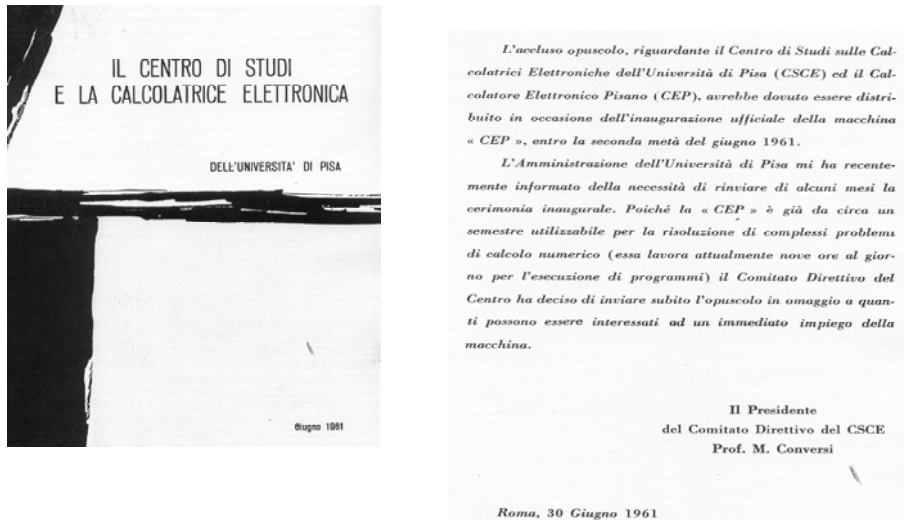 IL CENTRO DI STUDI
E LA CALCOLATRICE ELETTRONICA
DELL'UNIVERSITA' DI PISA
Giugno 1961
L'accluso opuscolo, riguardante il Centro di Studi sulle Cal-
colatrici Elettroniche dell'Università di Pisa (CSCE) ed il Cal-
colatore Elettronico Pisano (CEP), avrebbe dovuto essere distri-
buito in occasione dell'inaugurazione ufficiale della macchina
« CEP », entro la seconda metà del giugno 1961.
L'Amministrazione dell'Università di Pisa mi ha recente-
mente informato della necessità di rinviare di alcuni mesi la
cerimonia inaugurale. Poiché la « CEP » è già da circa un
semestre utilizzabile per la risoluzione di complessi problemi
di calcolo numerico (essa lavora attualmente nove ore al gior-
no per l'esecuzione di programmi) il Comitato Direttivo del
Centro ha deciso di inviare subito l'opuscolo in omaggio a quan-
ti possono essere interessati ad un immediato impiego della
macchina.
Il Presidente
del Comitato Direttivo del CSCE
Prof. M. Conversi
Roma, 30 Giugno 1961